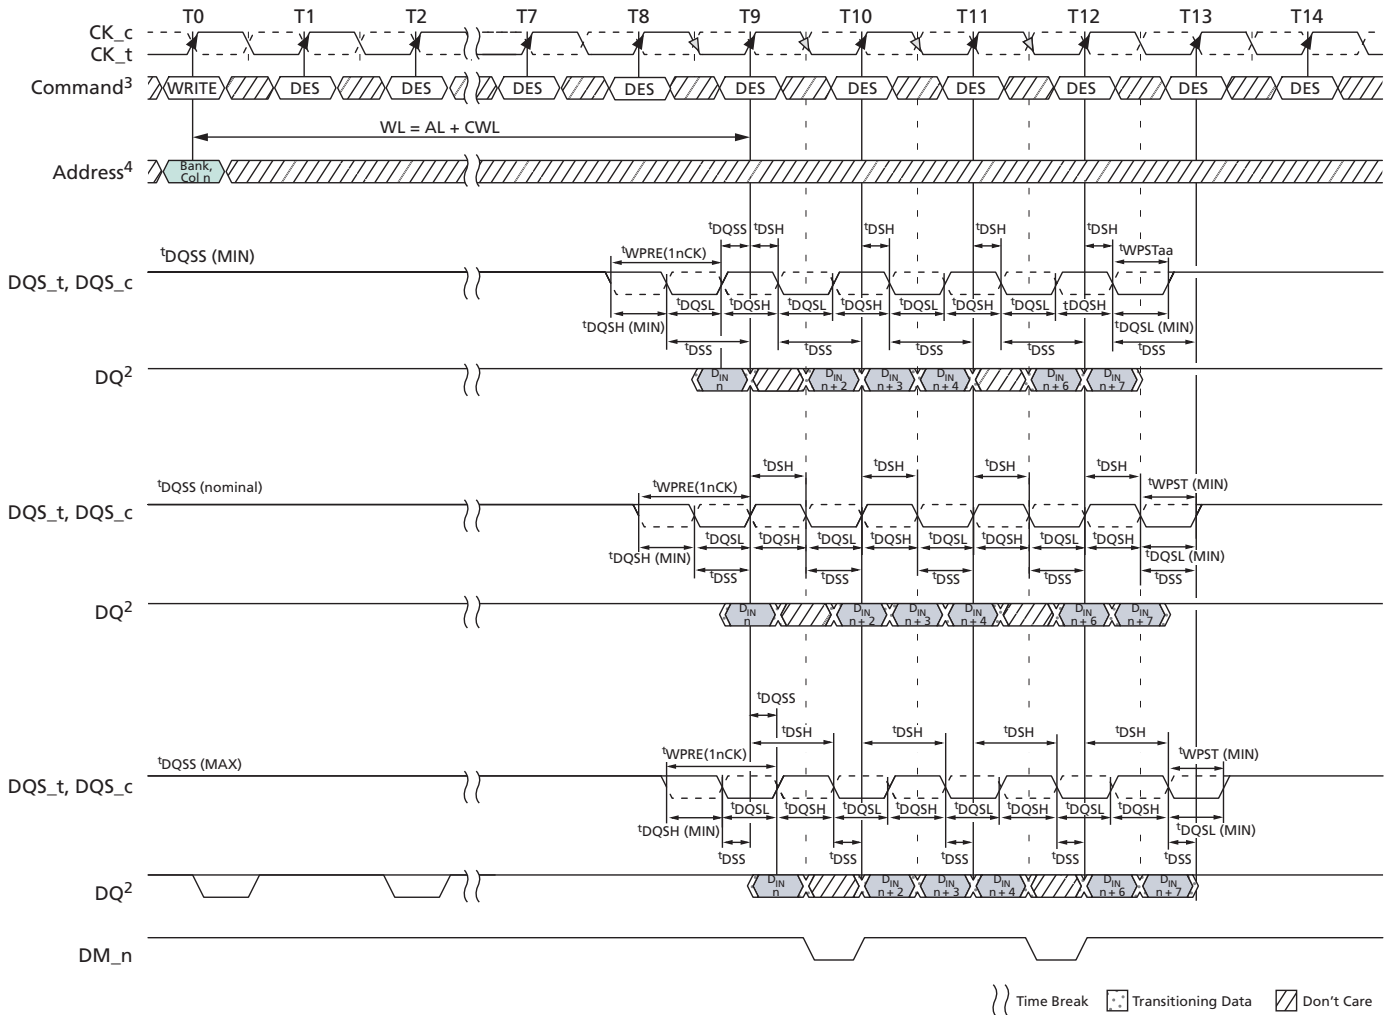 T0 T1 T2 T7 T8 T9 T10 T11 T12 T13 T14
CK_c
CK_t
Command3 WRITE DES DES DES DES DES DES DES DES DES DES
WL = AL + CWL
Address4 Bank,
Col n
tDQSS tDSH tDSH tDSH tDSH
tDQSS (MIN) tWPRE(1nCK) tWPSTaa
DQS_t, DQS_c
tDQSL tDQSH tDQSL tDQSH tDQSL tDQSH tDQSL tDQSH
tDQSH (MIN) tDQSL (MIN)
tDSS tDSS tDSS tDSS tDSS
DQ2 DIN DIN DIN DIN DIN DIN
n n + 2 n + 3 n + 4 n + 6 n + 7
tDSH tDSH tDSH tDSH
tDQSS (nominal) tWPRE(1nCK) tWPST (MIN)
DQS_t, DQS_c
tDQSL tDQSH tDQSL tDQSH tDQSL tDQSH tDQSL tDQSH
tDQSH (MIN) tDQSL (MIN)
tDSS tDSS tDSS tDSS tDSS
DQ2 DIN DIN DIN DIN DIN DIN
n n + 2 n + 3 n + 4 n + 6 n + 7
tDQSS
tDSH tDSH tDSH tDSH
tDQSS (MAX) tWPRE(1nCK) tWPST (MIN)
DQS_t, DQS_c
tDQSL tDQSH tDQSL tDQSH tDQSL tDQSH tDQSL tDQSH
tDQSH (MIN) tDQSL (MIN)
tDSS tDSS tDSS tDSS tDSS
DQ2 DIN DIN DIN DIN DIN DIN
n n + 2 n + 3 n + 4 n + 6 n + 7
DM_n
Time Break Transitioning Data Don't Care